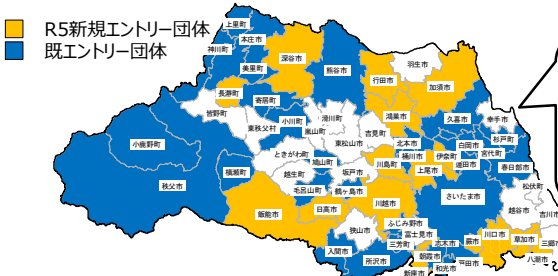 R5新規エントリー団体
既エントリー団体
上里町
本庄市
神川町
美里町
深谷市
熊谷市
行田市
羽生市
加須市
長瀞町
皆野町
寄居町
小川町
滑川町
嵐山町
東秩父村
東松山市
吉見町
鴻巣市
久喜市
幸手市
北本市
白岡市
杉戸町
宮代町
小鹿野町
ときがわ町
鳩山町
川島町
桶川市
伊奈町
蓮田市
上尾市
春日部市
秩父市
横瀬町
越生町
毛呂山町
坂戸市
鶴ヶ島市
さいたま市
松伏町
越谷市
吉川市
飯能市
日高市
川越市
狭山市
ふじみ野市
富士見市
三芳町
志木市
川口市
蕨市
草加市
三郷市
八潮市
入間市
所沢市
朝霞市
戸田市
新座市
和光市